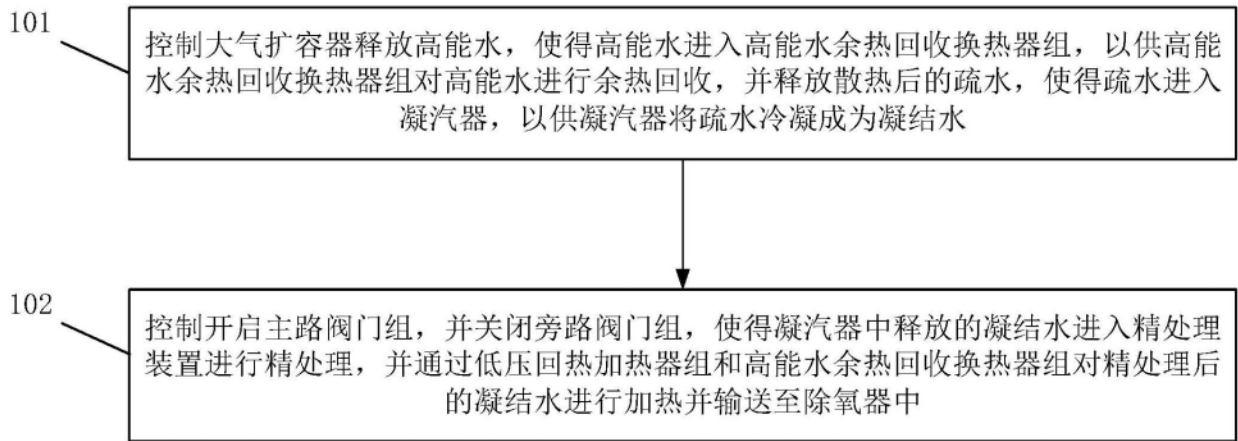 101
控制大气扩容器释放高能水，使得高能水进入高能水余热回收换热器组，以供高能
水余热回收换热器组对高能水进行余热回收，并释放散热后的疏水，使得疏水进入
凝汽器，以供凝汽器将疏水冷凝成为凝结水
102
控制开启主路阀门组，并关闭旁路阀门组，使得凝汽器中释放的凝结水进入精处理
装置进行精处理，并通过低压回热加热器组和高能水余热回收换热器组对精处理后
的凝结水进行加热并输送至除氧器中